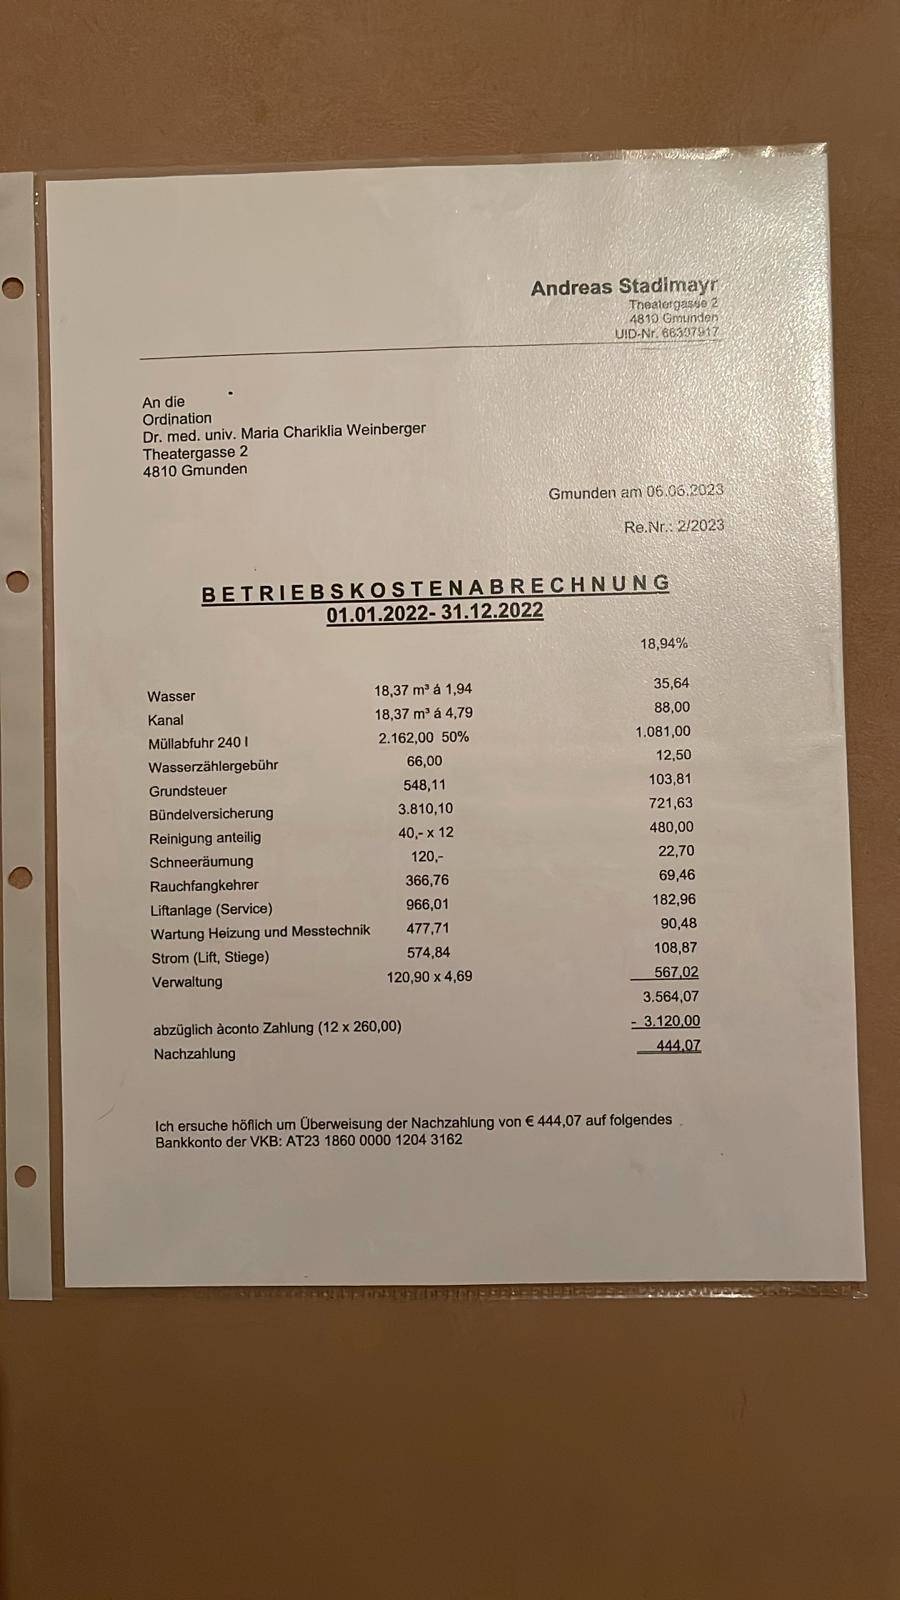 Andreas Stadlmayr
Theatergasse 2
4810 Gmunden
UID-Nr. 66307917
An die
Ordination
Dr. med. univ. Maria Chariklia Weinberger
Theatergasse 2
4810 Gmunden
Gmunden am 06.06.2023
Re.Nr.: 2/2023
BETRIEBSKOSTENABRECHNUNG
01.01.2022- 31.12.2022
18,94%
Wasser 18,37 m³ á 1,94 35,64
Kanal 18,37 m³ á 4,79 88,00
Müllabfuhr 240 l 2.162,00 50% 1.081,00
Wasserzählergebühr 66,00 12,50
Grundsteuer 548,11 103,81
Bündelversicherung 3.810,10 721,63
Reinigung anteilig 40,- x 12 480,00
Schneeräumung 120,- 22,70
Rauchfangkehrer 366,76 69,46
Liftanlage (Service) 966,01 182,96
Wartung Heizung und Messtechnik 477,71 90,48
Strom (Lift, Stiege) 574,84 108,87
Verwaltung 120,90 x 4,69 567,02
3.564,07
abzüglich àconto Zahlung (12 x 260,00) - 3.120,00
Nachzahlung 444,07
Ich ersuche höflich um Überweisung der Nachzahlung von € 444,07 auf folgendes
Bankkonto der VKB: AT23 1860 0000 1204 3162